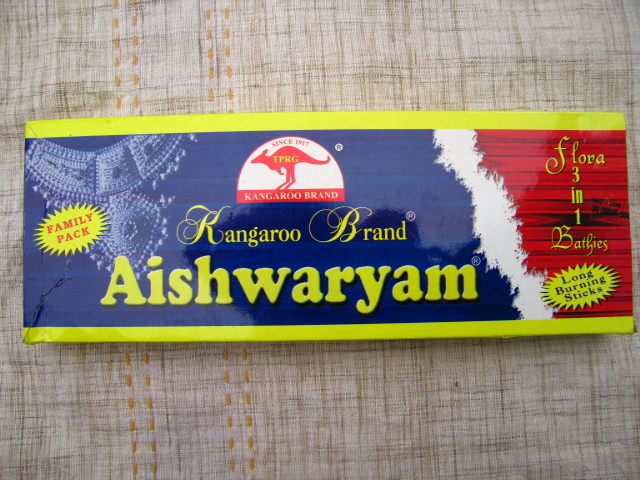 SINCE 1917
TPRG
KANGAROO BRAND
®
Kangaroo Brand®
Aishwaryam®
FAMILY
PACK
Flora
3
in
1
Bathies
Long
Burning
Sticks